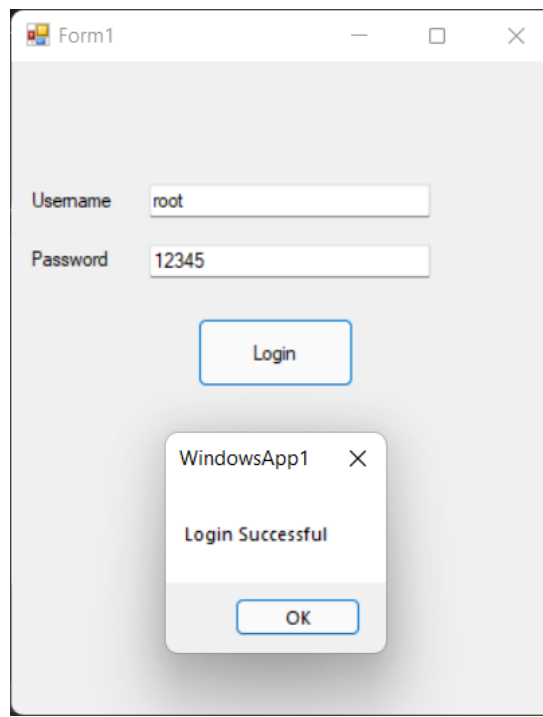 Form1
Username root
Password 12345
Login
WindowsApp1
Login Successful
OK